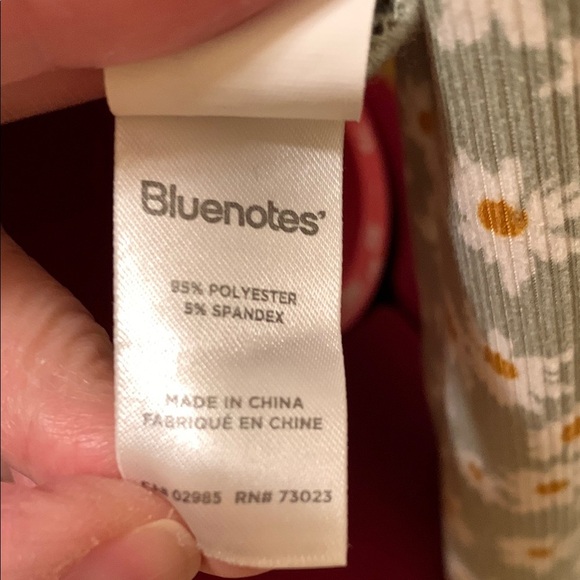 Bluenotes
95% POLYESTER
5% SPANDEX
MADE IN CHINA
FABRIQUÉ EN CHINE
02985 RN# 73023